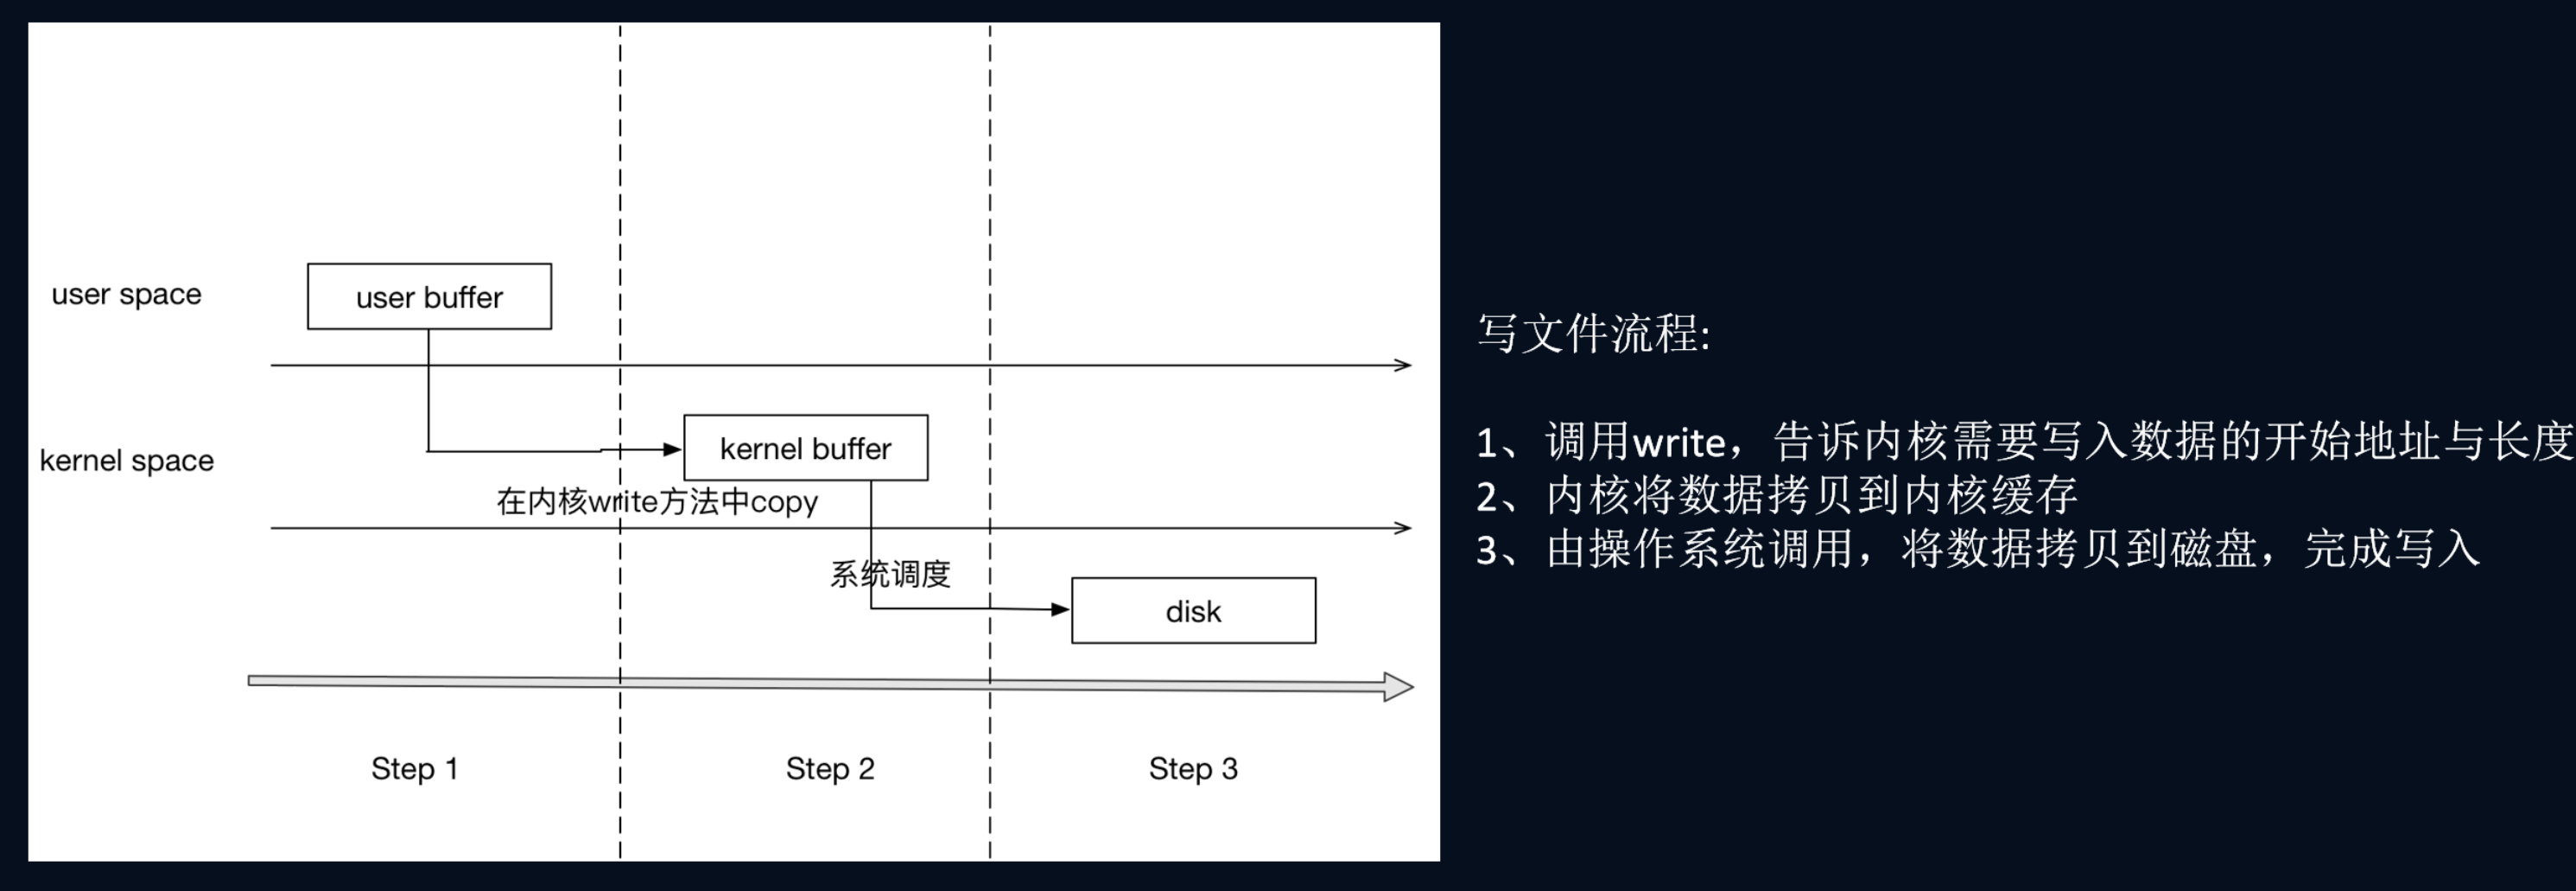 user space
user buffer
kernel space
kernel buffer
在内核write方法中copy
系统调度
disk
Step 1
Step 2
Step 3
写文件流程:
1、调用write，告诉内核需要写入数据的开始地址与长度
2、内核将数据拷贝到内核缓存
3、由操作系统调用，将数据拷贝到磁盘，完成写入